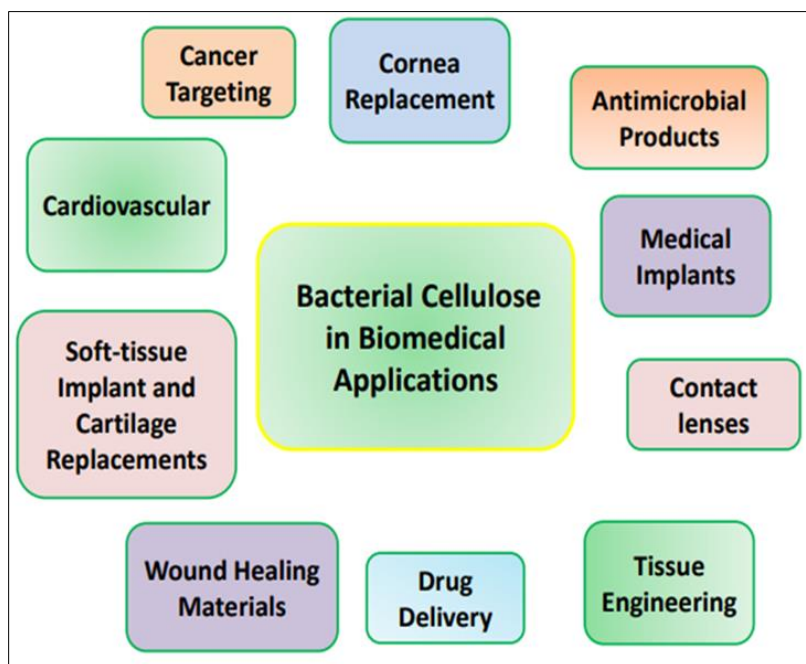 Cancer
Targeting
Cornea
Replacement
Antimicrobial
Products
Cardiovascular
Medical
Implants
Bacterial Cellulose
in Biomedical
Applications
Soft-tissue
Implant and
Cartilage
Replacements
Contact
lenses
Wound Healing
Materials
Drug
Delivery
Tissue
Engineering